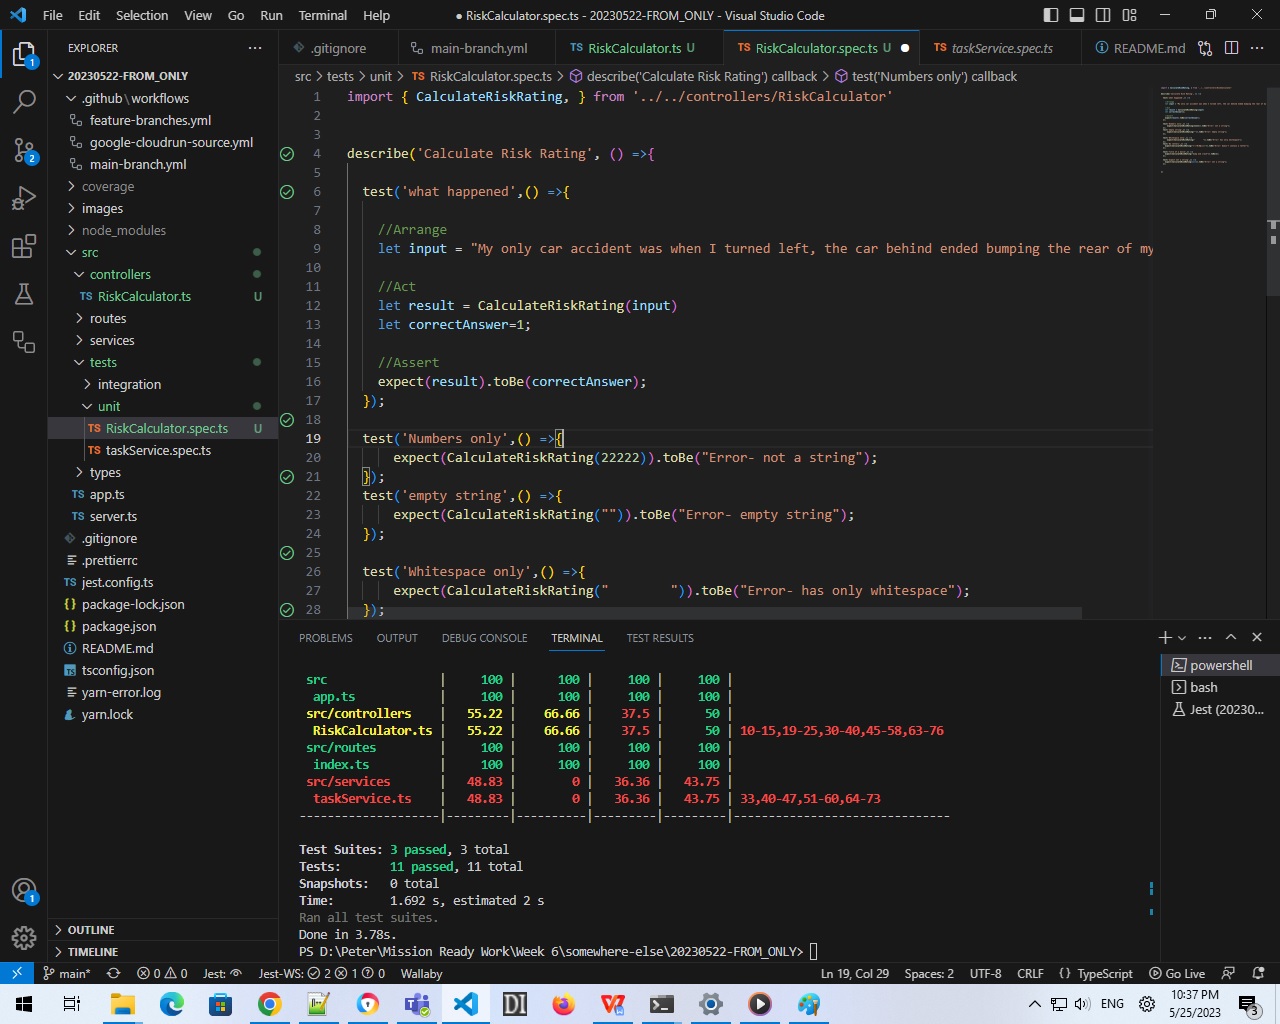 File Edit Selection View Go Run Terminal Help
● RiskCalculator.spec.ts - 20230522-FROM_ONLY - Visual Studio Code
EXPLORER ···
.gitignore
main-branch.yml
TS RiskCalculator.ts U
TS RiskCalculator.spec.ts U ●
TS taskService.spec.ts
README.md
···
20230522-FROM_ONLY
.github\workflows
feature-branches.yml
google-cloudrun-source.yml
main-branch.yml
coverage
images
node_modules
src
controllers
TS RiskCalculator.ts U
routes
services
tests
integration
unit
TS RiskCalculator.spec.ts U
TS taskService.spec.ts
types
TS app.ts
TS server.ts
.gitignore
.prettierrc
TS jest.config.ts
{} package-lock.json
{} package.json
README.md
tsconfig.json
yarn-error.log
yarn.lock
OUTLINE
TIMELINE
1
2
1
src > tests > unit > TS RiskCalculator.spec.ts > describe('Calculate Risk Rating') callback > test('Numbers only') callback
1 import { CalculateRiskRating, } from '../../controllers/RiskCalculator'
2
3
4 describe('Calculate Risk Rating', () =>{
5
6 test('what happened',() =>{
7
8 //Arrange
9 let input = "My only car accident was when I turned left, the car behind ended bumping the rear of my
10
11 //Act
12 let result = CalculateRiskRating(input)
13 let correctAnswer=1;
14
15 //Assert
16 expect(result).toBe(correctAnswer);
17 });
18
19 test('Numbers only',() =>{
20 expect(CalculateRiskRating(22222)).toBe("Error- not a string");
21 });
22 test('empty string',() =>{
23 expect(CalculateRiskRating("")).toBe("Error- empty string");
24 });
25
26 test('Whitespace only',() =>{
27 expect(CalculateRiskRating("        ")).toBe("Error- has only whitespace");
28 });
PROBLEMS OUTPUT DEBUG CONSOLE TERMINAL TEST RESULTS
src | 100 | 100 | 100 | 100 |
app.ts | 100 | 100 | 100 | 100 |
src/controllers | 55.22 | 66.66 | 37.5 | 50 |
RiskCalculator.ts | 55.22 | 66.66 | 37.5 | 50 | 10-15,19-25,30-40,45-58,63-76
src/routes | 100 | 100 | 100 | 100 |
index.ts | 100 | 100 | 100 | 100 |
src/services | 48.83 | 0 | 36.36 | 43.75 |
taskService.ts | 48.83 | 0 | 36.36 | 43.75 | 33,40-47,51-60,64-73
--------------------|---------|----------|---------|---------|-------------------------------
Test Suites: 3 passed, 3 total
Tests: 11 passed, 11 total
Snapshots: 0 total
Time: 1.692 s, estimated 2 s
Ran all test suites.
Done in 3.78s.
PS D:\Peter\Mission Ready Work\Week 6\somewhere-else\20230522-FROM_ONLY>
powershell
bash
Jest (20230...
main* 0 0 Jest: Jest-WS: 2 1 0 Wallaby
Ln 19, Col 29 Spaces: 2 UTF-8 CRLF {} TypeScript Go Live
DI
ENG
10:37 PM
5/25/2023
3